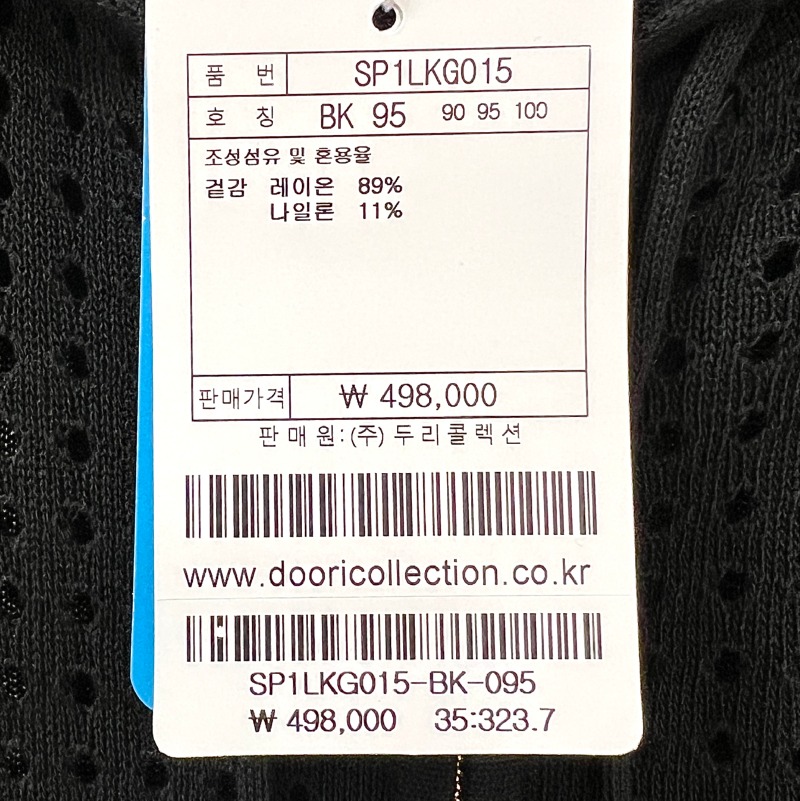 품 번 SP1LKG015
호 칭 BK 95 90 95 100
조성섬유 및 혼용율
겉감 레이온 89%
나일론 11%
판매가격 ₩ 498,000
판 매 원:(주) 두 리 콜 렉 션
www.dooricollection.co.kr
SP1LKG015-BK-095
₩ 498,000 35:323.7